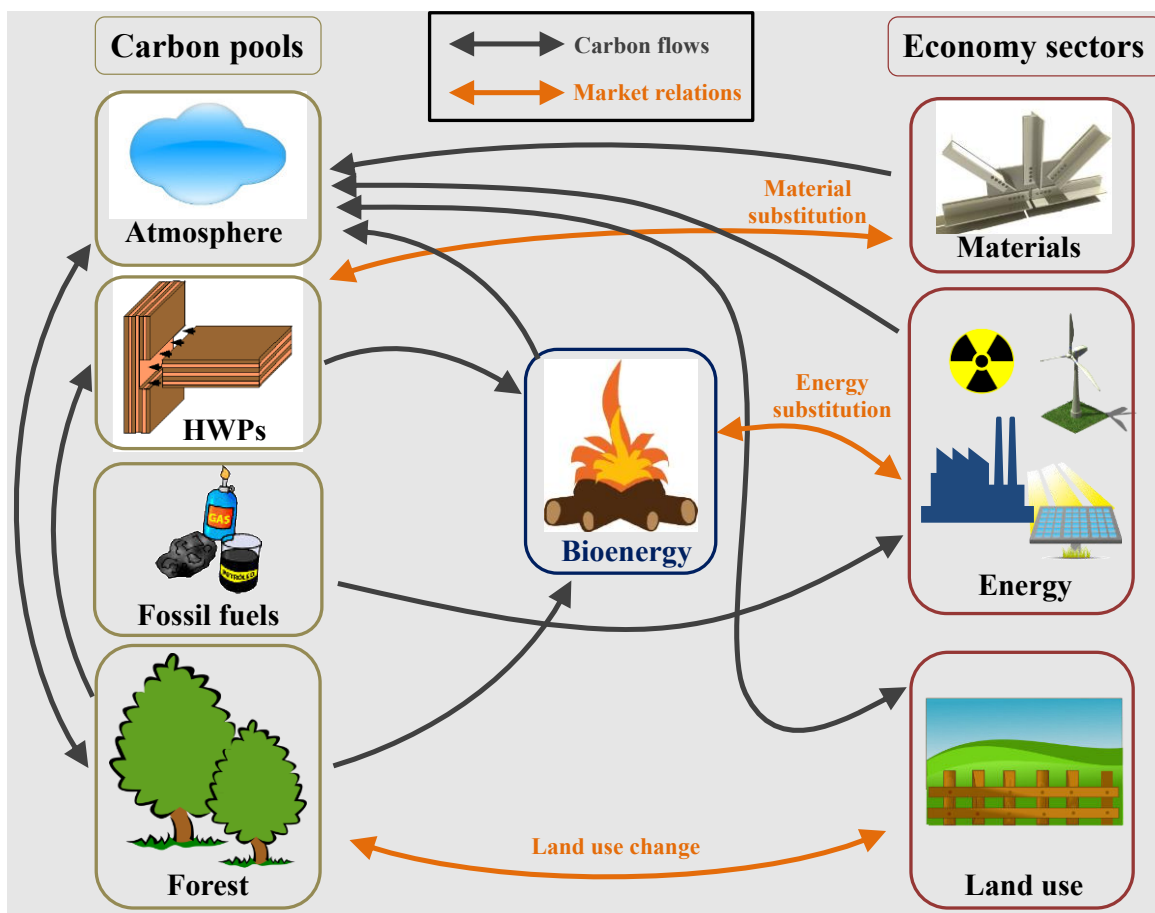 Carbon pools
Carbon flows
Market relations
Economy sectors
Atmosphere
Material
substitution
Materials
HWPs
Energy
substitution
GAS
PETRÓLEO
Fossil fuels
Bioenergy
Energy
Land use change
Forest
Land use